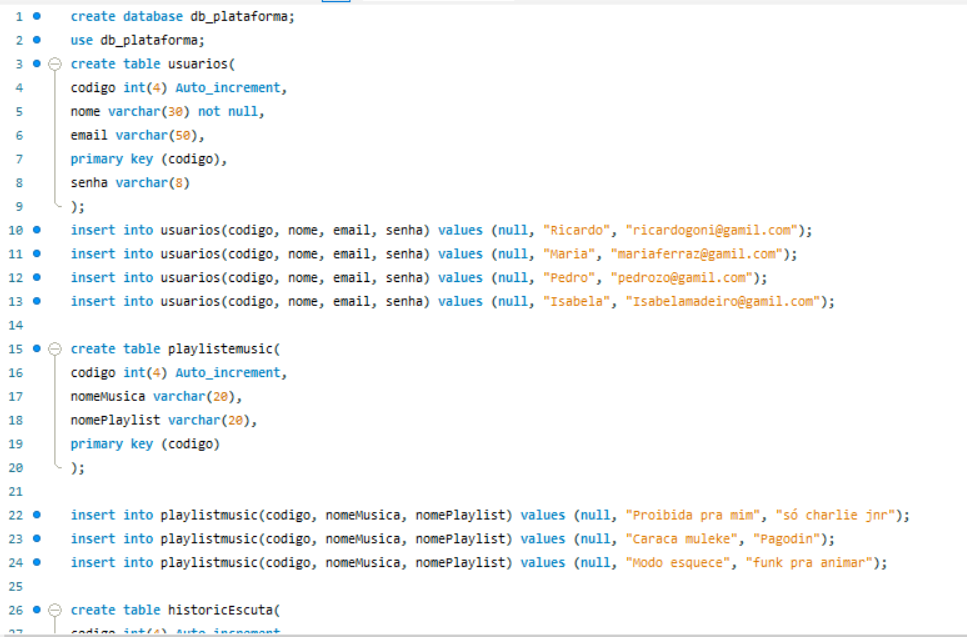 1 create database db_plataforma;
2 use db_plataforma;
3 create table usuarios(
4 codigo int(4) Auto_increment,
5 nome varchar(30) not null,
6 email varchar(50),
7 primary key (codigo),
8 senha varchar(8)
9 );
10 insert into usuarios(codigo, nome, email, senha) values (null, "Ricardo", "ricardogoni@gamil.com");
11 insert into usuarios(codigo, nome, email, senha) values (null, "Maria", "mariaferraz@gamil.com");
12 insert into usuarios(codigo, nome, email, senha) values (null, "Pedro", "pedrozo@gamil.com");
13 insert into usuarios(codigo, nome, email, senha) values (null, "Isabela", "Isabelamadeiro@gamil.com");
14
15 create table playlistemusic(
16 codigo int(4) Auto_increment,
17 nomeMusica varchar(20),
18 nomePlaylist varchar(20),
19 primary key (codigo)
20 );
21
22 insert into playlistmusic(codigo, nomeMusica, nomePlaylist) values (null, "Proibida pra mim", "só charlie jnr");
23 insert into playlistmusic(codigo, nomeMusica, nomePlaylist) values (null, "Caraca muleke", "Pagodin");
24 insert into playlistmusic(codigo, nomeMusica, nomePlaylist) values (null, "Modo esquece", "funk pra animar");
25
26 create table historicEscuta(
27 codigo int(4) Auto_increment